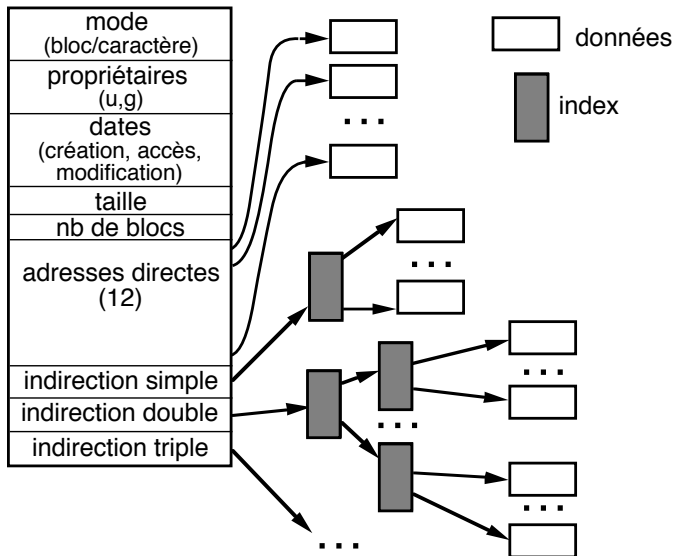 mode
(bloc/caractère)
propriétaires
(u,g)
dates
(création, accès,
modification)
taille
nb de blocs
adresses directes
(12)
indirection simple
indirection double
indirection triple
données
index